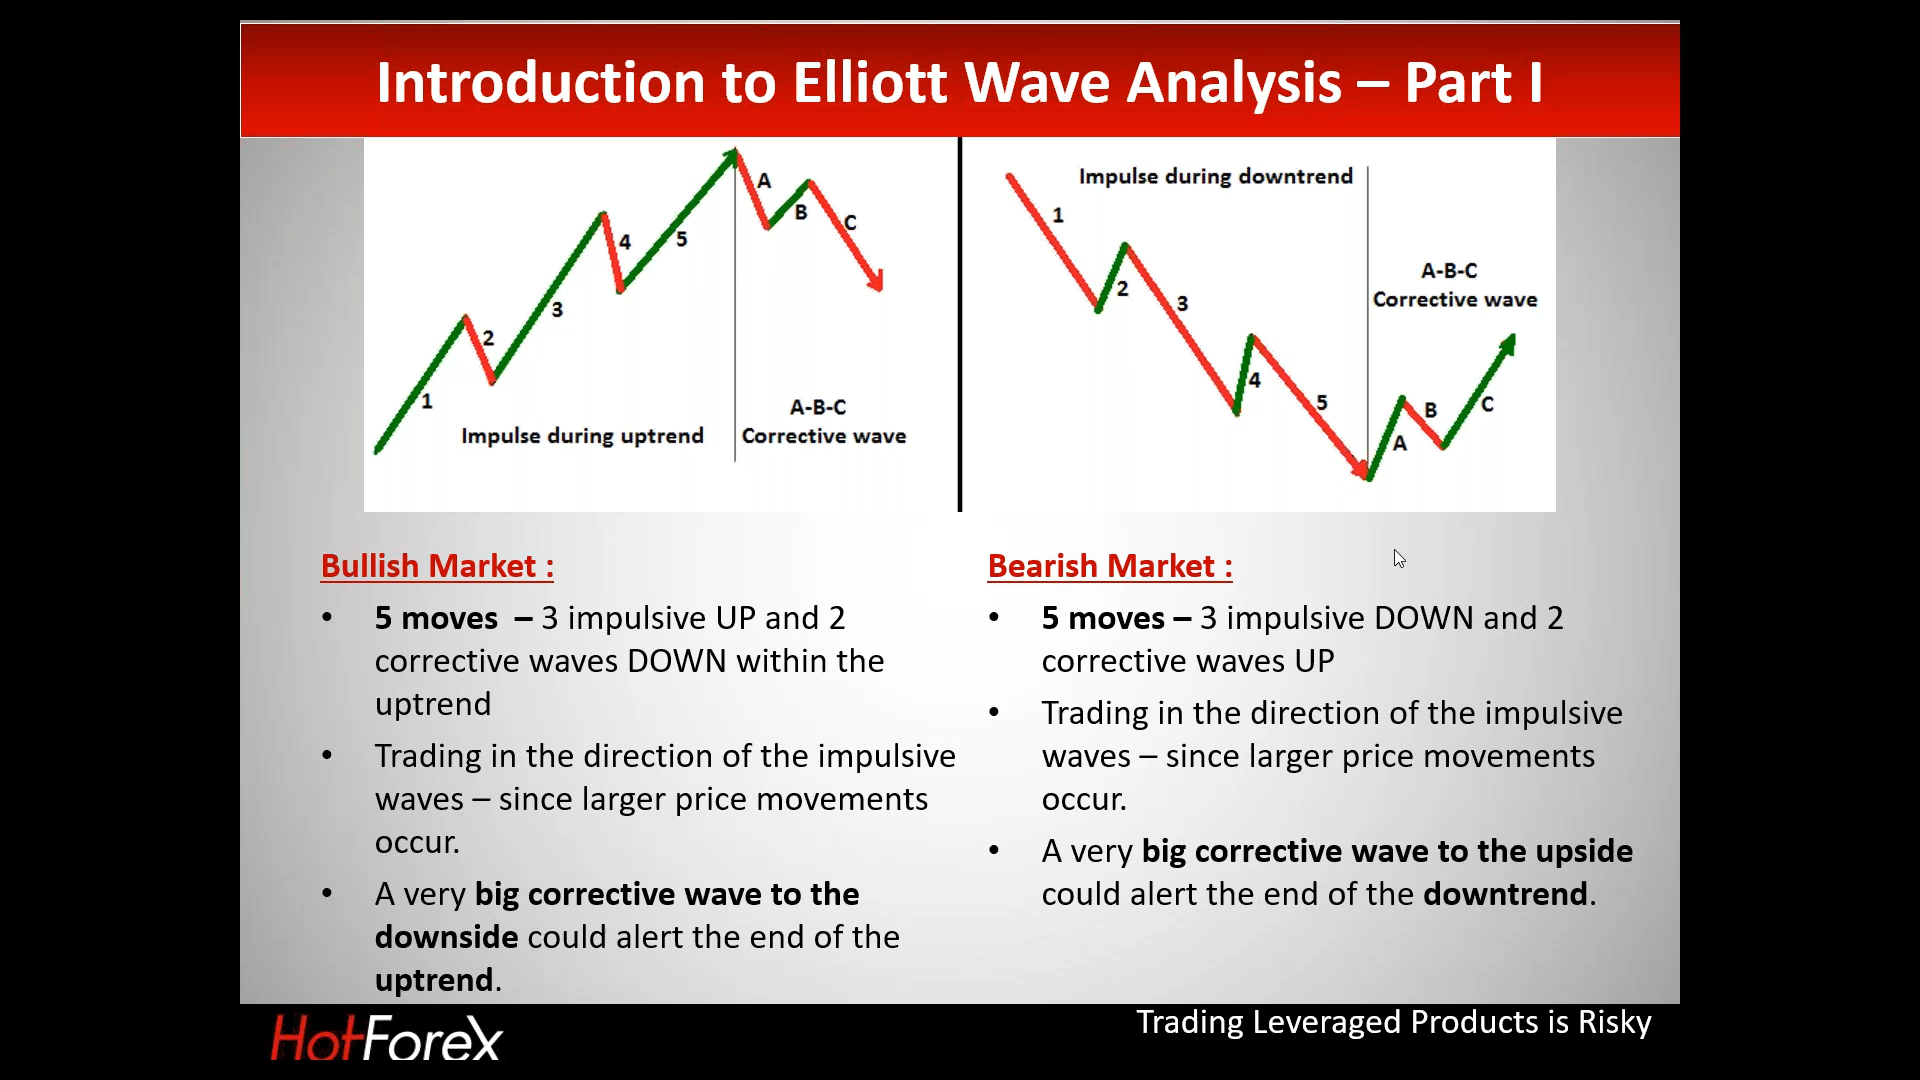 Introduction to Elliott Wave Analysis – Part I
A
B
C
4
5
3
2
1
A-B-C
Impulse during uptrend
Corrective wave
Impulse during downtrend
1
2
3
A-B-C
Corrective wave
4
5
B
C
A
Bullish Market :
• 5 moves – 3 impulsive UP and 2
corrective waves DOWN within the
uptrend
• Trading in the direction of the impulsive
waves – since larger price movements
occur.
• A very big corrective wave to the
downside could alert the end of the
uptrend.
Bearish Market :
• 5 moves – 3 impulsive DOWN and 2
corrective waves UP
• Trading in the direction of the impulsive
waves – since larger price movements
occur.
• A very big corrective wave to the upside
could alert the end of the downtrend.
HotForex
Trading Leveraged Products is Risky